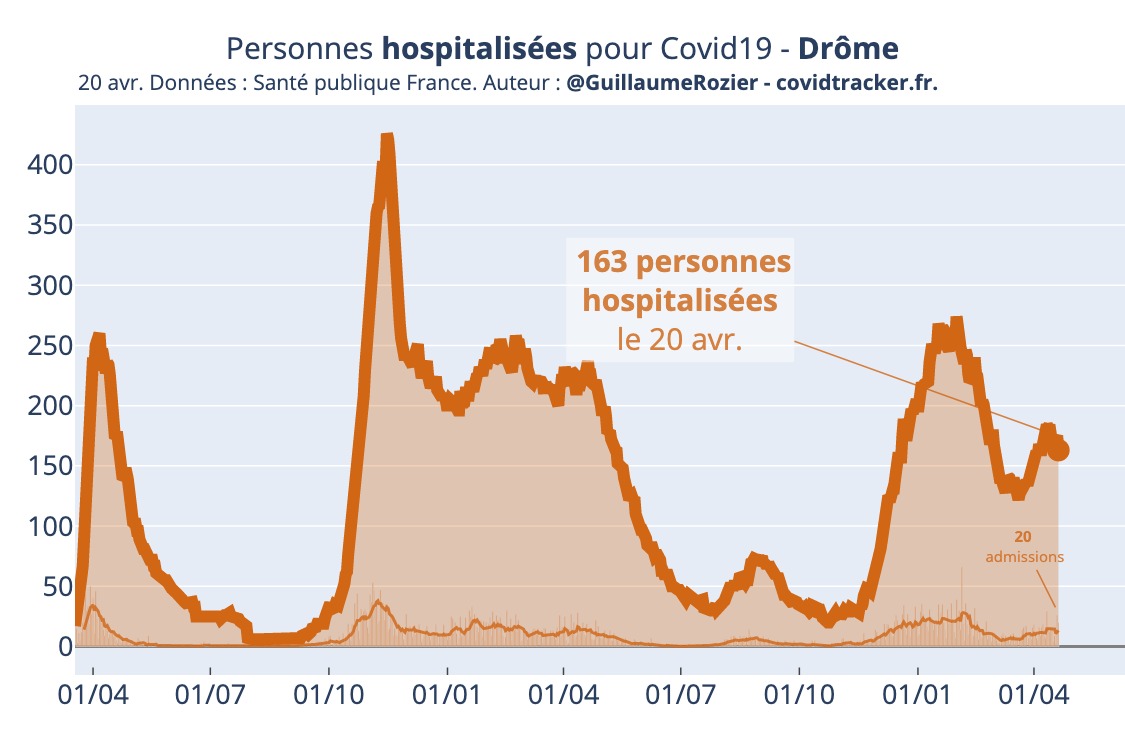 Personnes hospitalisées pour Covid19 - Drôme
20 avr. Données : Santé publique France. Auteur : @GuillaumeRozier - covidtracker.fr.
400
350
300
250
200
150
100
50
0
163 personnes
hospitalisées
le 20 avr.
20
admissions
01/04 01/07 01/10 01/01 01/04 01/07 01/10 01/01 01/04